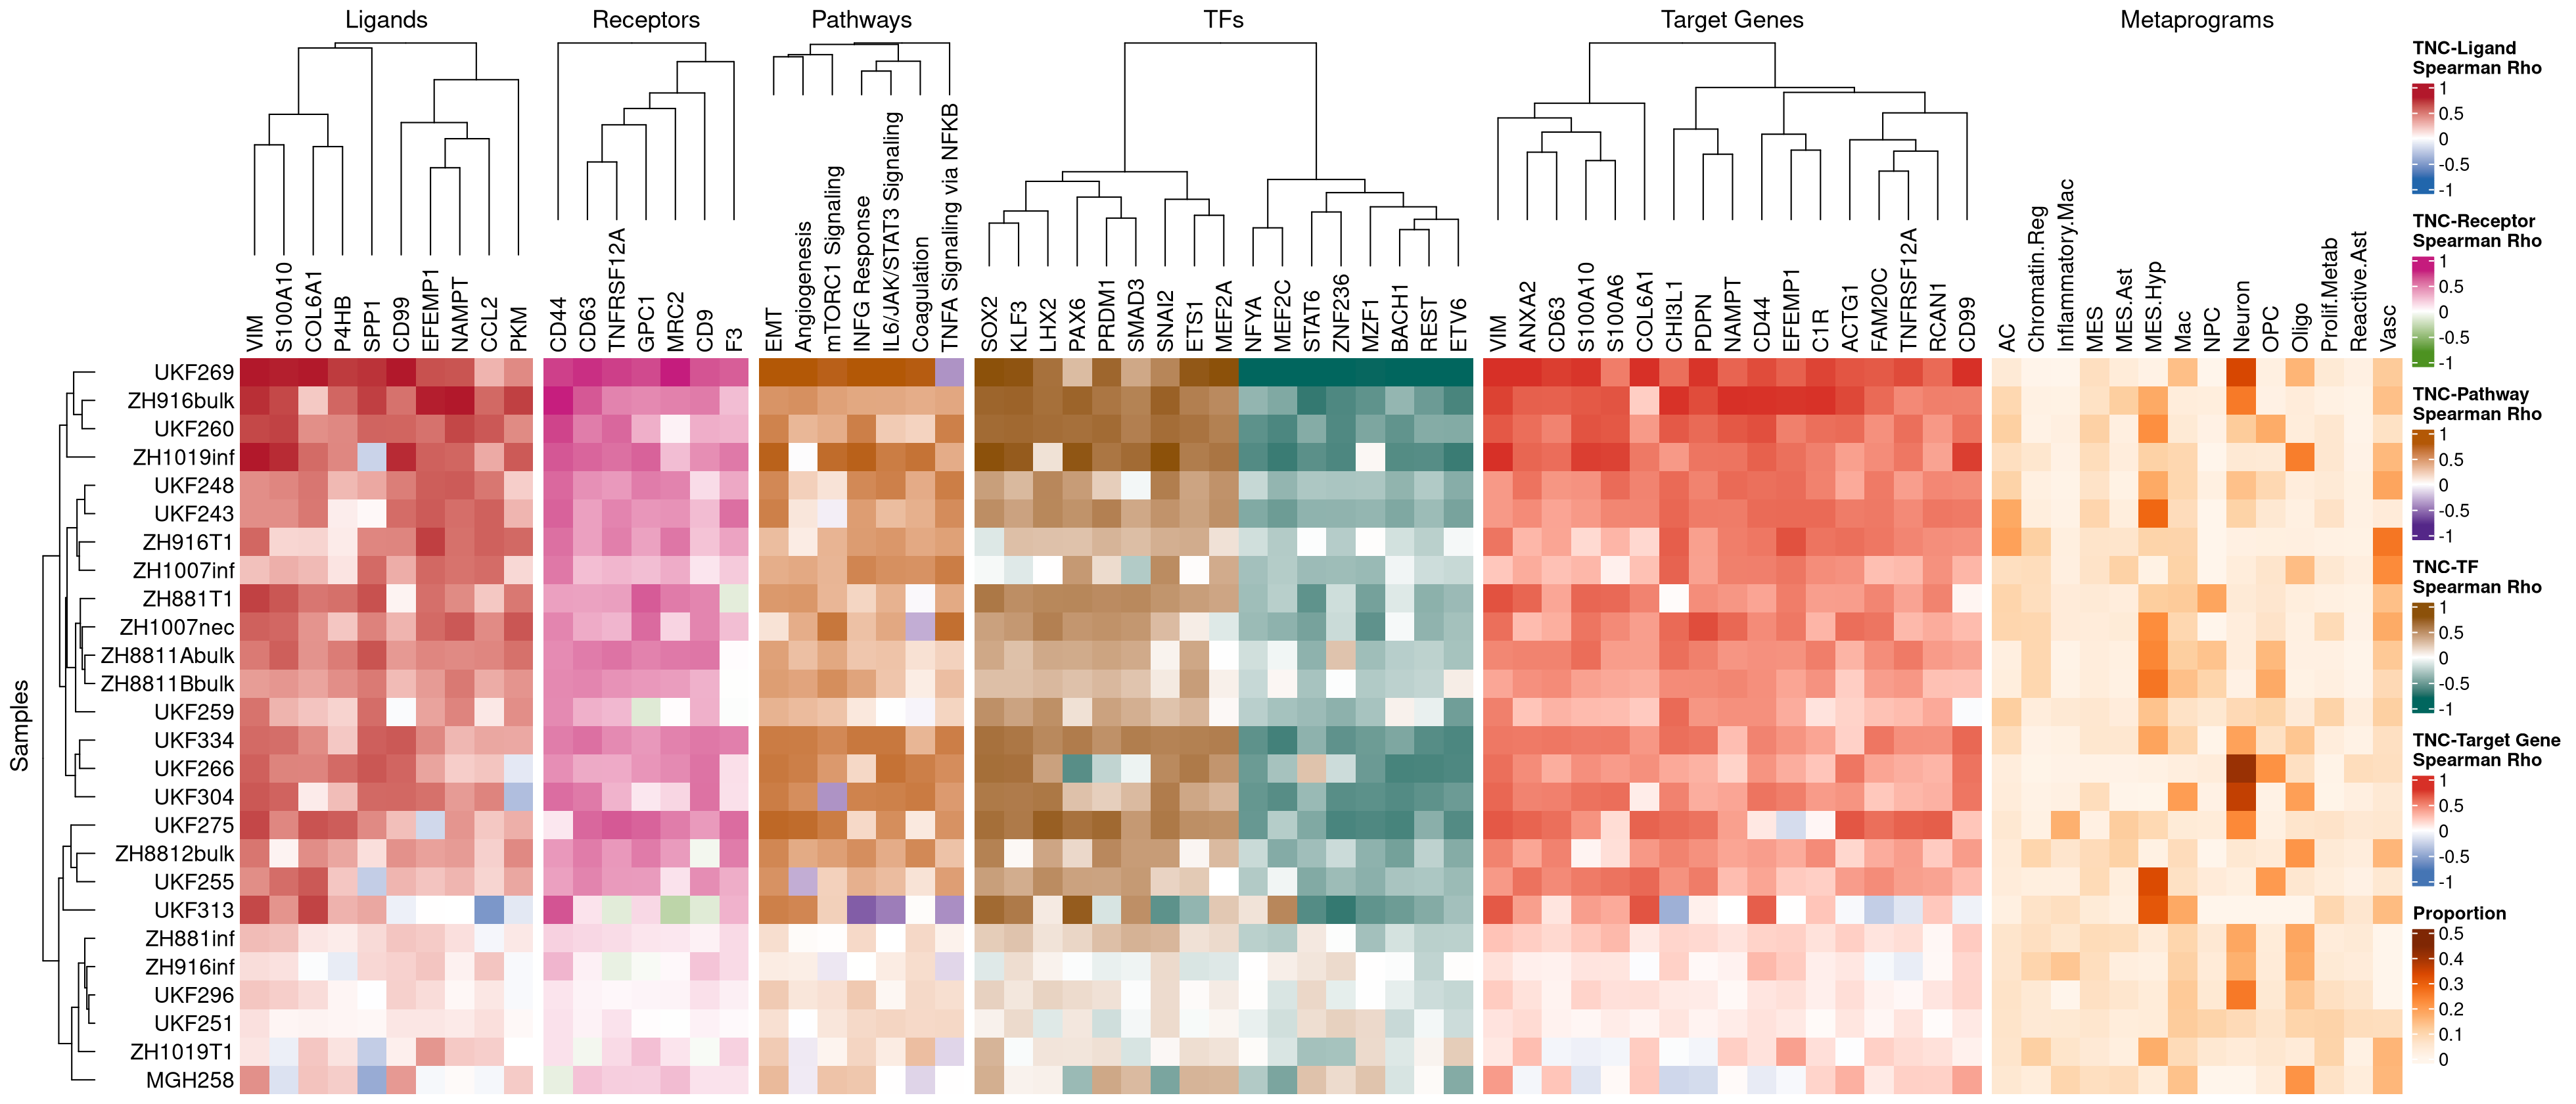 Ligands
Receptors
Pathways
TFs
Target Genes
Metaprograms
VIM
S100A10
COL6A1
P4HB
SPP1
CD99
EFEMP1
NAMPT
CCL2
PKM
CD44
CD63
TNFRSF12A
GPC1
MRC2
CD9
F3
EMT
Angiogenesis
mTORC1 Signaling
INFG Response
IL6/JAK/STAT3 Signaling
Coagulation
TNFA Signaling via NFKB
SOX2
KLF3
LHX2
PAX6
PRDM1
SMAD3
SNAI2
ETS1
MEF2A
NFYA
MEF2C
STAT6
ZNF236
MZF1
BACH1
REST
ETV6
VIM
ANXA2
CD63
S100A10
S100A6
COL6A1
CHI3L1
PDPN
NAMPT
CD44
EFEMP1
C1R
ACTG1
FAM20C
TNFRSF12A
RCAN1
CD99
AC
Chromatin.Reg
Inflammatory.Mac
MES
MES.Ast
MES.Hyp
Mac
NPC
Neuron
OPC
Oligo
Prolif.Metab
Reactive.Ast
Vasc
Samples
UKF269
ZH916bulk
UKF260
ZH1019inf
UKF248
UKF243
ZH916T1
ZH1007inf
ZH881T1
ZH1007nec
ZH8811Abulk
ZH8811Bbulk
UKF259
UKF334
UKF266
UKF304
UKF275
ZH8812bulk
UKF255
UKF313
ZH881inf
ZH916inf
UKF296
UKF251
ZH1019T1
MGH258
TNC-Ligand
Spearman Rho
1
0.5
0
-0.5
-1
TNC-Receptor
Spearman Rho
1
0.5
0
-0.5
-1
TNC-Pathway
Spearman Rho
1
0.5
0
-0.5
-1
TNC-TF
Spearman Rho
1
0.5
0
-0.5
-1
TNC-Target Gene
Spearman Rho
1
0.5
0
-0.5
-1
Proportion
0.5
0.4
0.3
0.2
0.1
0